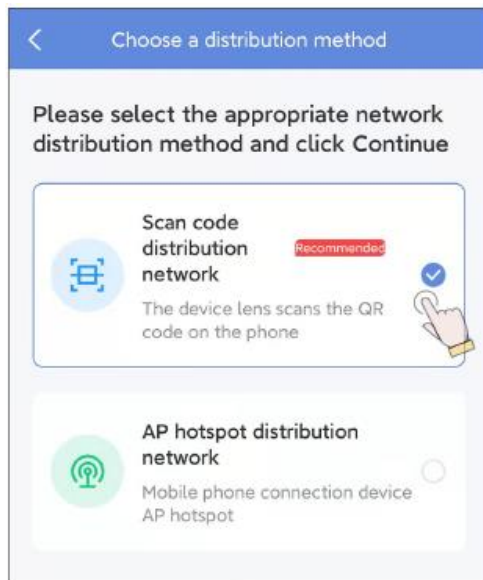 Choose a distribution method
Please select the appropriate network
distribution method and click Continue
Scan code
distribution
network
Recommended
The device lens scans the QR
code on the phone
AP hotspot distribution
network
Mobile phone connection device
AP hotspot